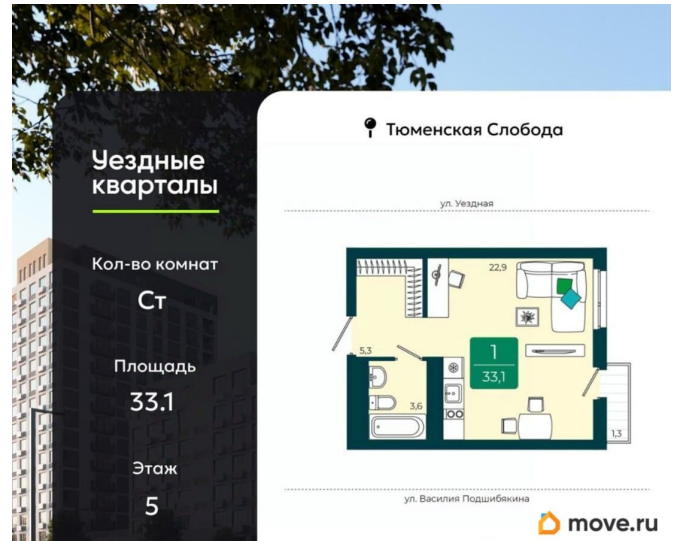 Уездные
кварталы
Кол-во комнат
Ст
Площадь
33.1
Этаж
5
Тюменская Слобода
ул. Уездная
22,9
5,3
1
33,1
3,6
1,3
ул. Василия Подшибякина
move.ru